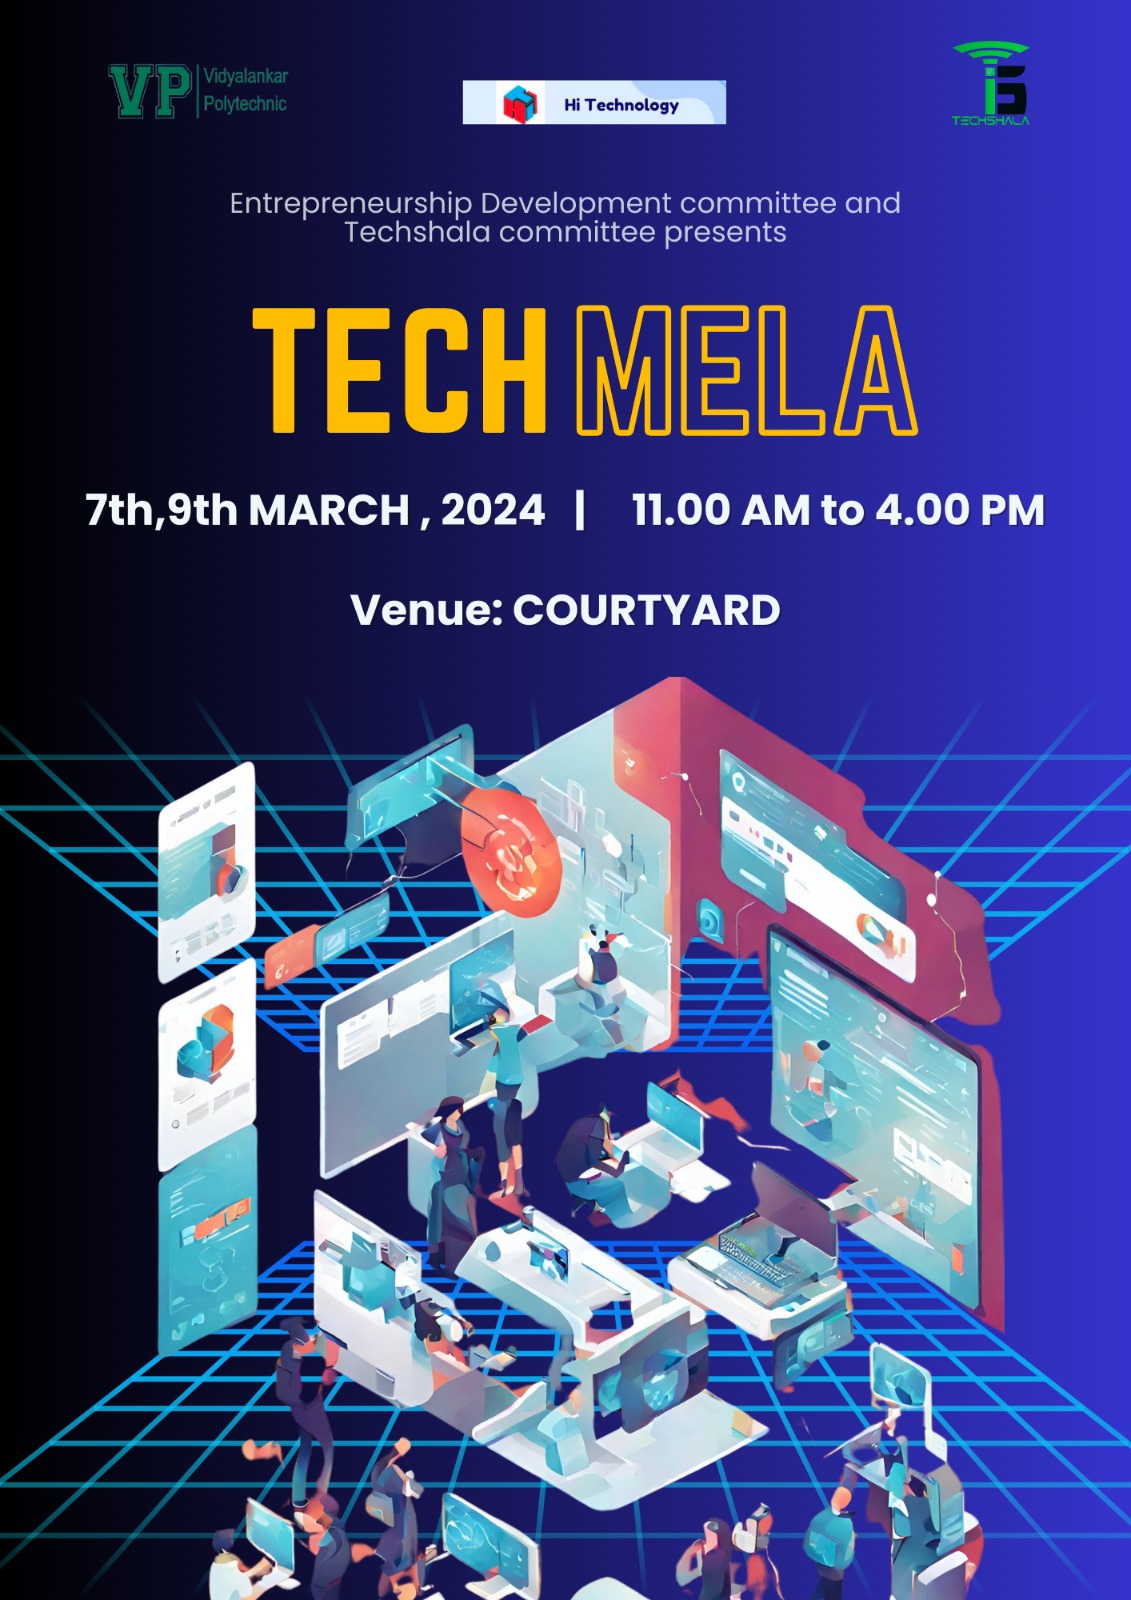 VP
Vidyalankar
Polytechnic
Hi Technology
TS
TECHSHALA
Entrepreneurship Development committee and
Techshala committee presents
TECH MELA
7th,9th MARCH , 2024 | 11.00 AM to 4.00 PM
Venue: COURTYARD